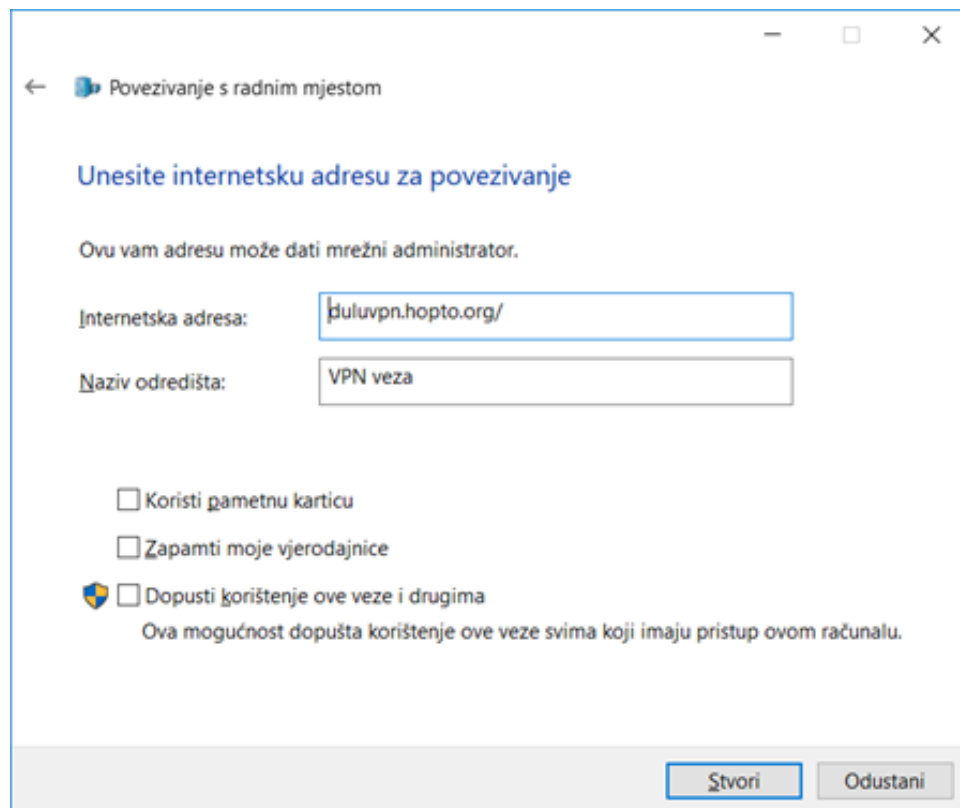 Povezivanje s radnim mjestom
Unesite internetsku adresu za povezivanje
Ovu vam adresu može dati mrežni administrator.
Internetska adresa: duluvpn.hopto.org/
Naziv odredišta: VPN veza
Koristi pametnu karticu
Zapamti moje vjerodajnice
Dopusti korištenje ove veze i drugima
Ova mogućnost dopušta korištenje ove veze svima koji imaju pristup ovom računalu.
Stvori Odustani